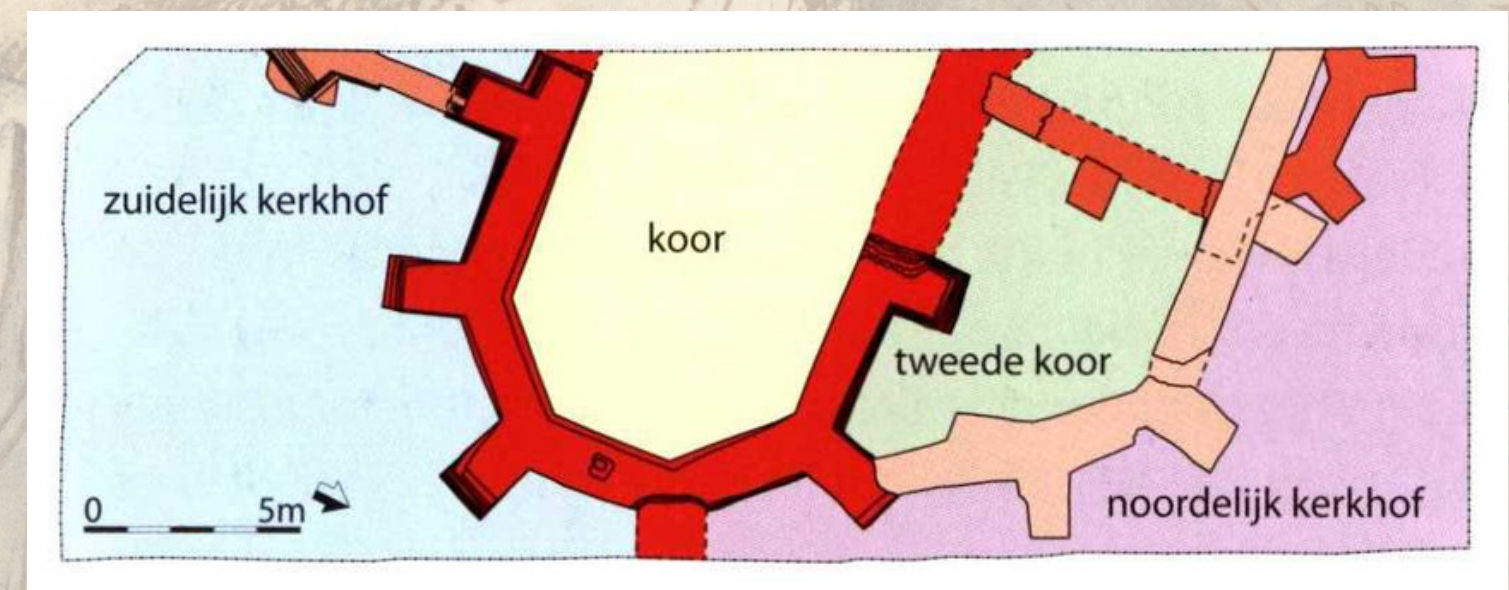 zuidelijk kerkhof
koor
tweede koor
noordelijk kerkhof
0 5m